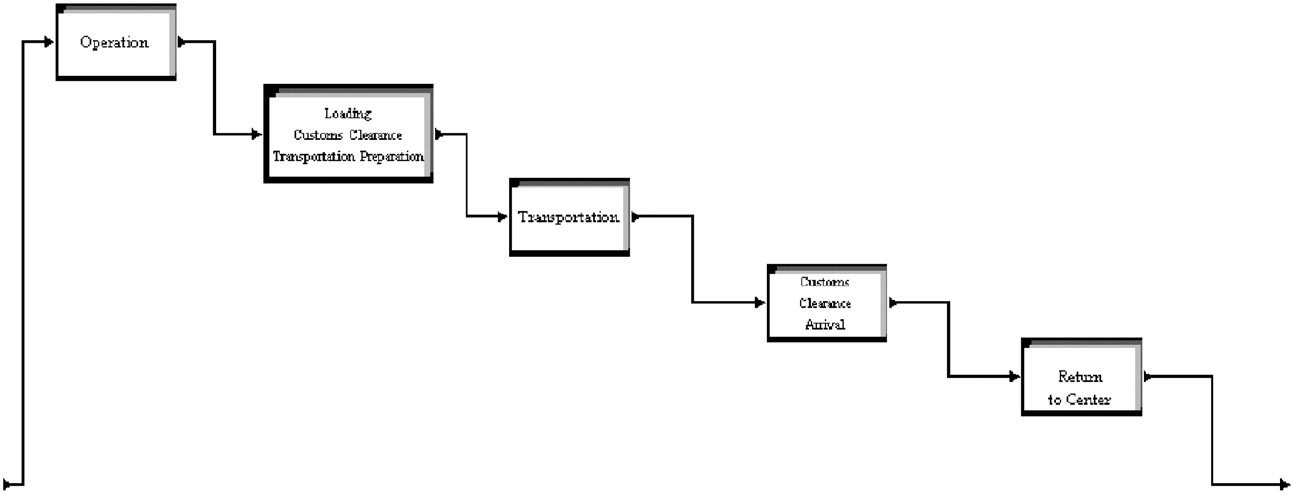 Operation
Loading
Customs Clearance
Transportation Preparation
Transportation
Customs
Clearance
Arrival
Return
to Center